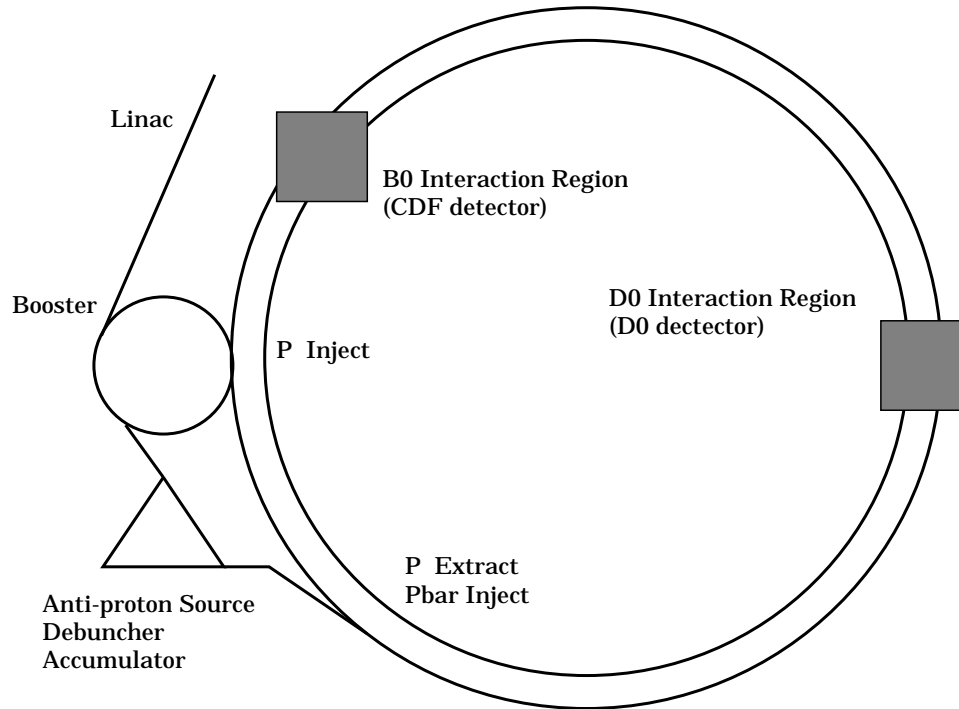 Linac
B0 Interaction Region
(CDF detector)
Booster
D0 Interaction Region
(D0 dectector)
P Inject
P Extract
Pbar Inject
Anti-proton Source
Debuncher
Accumulator